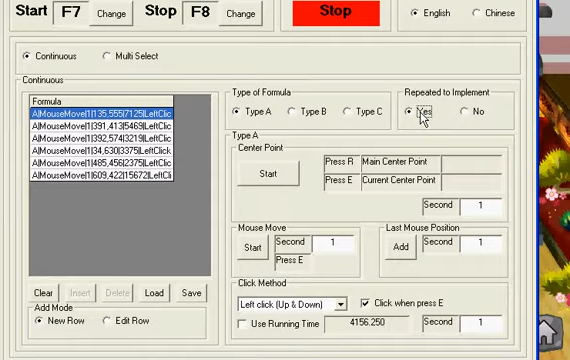 Start F7 Change Stop F8 Change Stop English Chinese
Continuous Multi Select
Continuous
Formula
A|MouseMove|1|135,555|7125|LeftClic
A|MouseMove|1|391,413|5469|LeftClic
A|MouseMove|1|392,574|3219|LeftClic
A|MouseMove|1|34,630|3375|LeftClick
A|MouseMove|1|485,456|2375|LeftClic
A|MouseMove|1|609,422|15672|LeftClic
Clear Insert Delete Load Save
Add Mode
New Row Edit Row
Type of Formula
Type A Type B Type C
Repeated to Implement
Yes No
Type A
Center Point
Start
Press R Main Center Point
Press E Current Center Point
Second 1
Mouse Move
Start Second 1
Press E
Last Mouse Position
Add Second 1
Click Method
Left click (Up & Down) Click when press E
Use Running Time 4156.250 Second 1